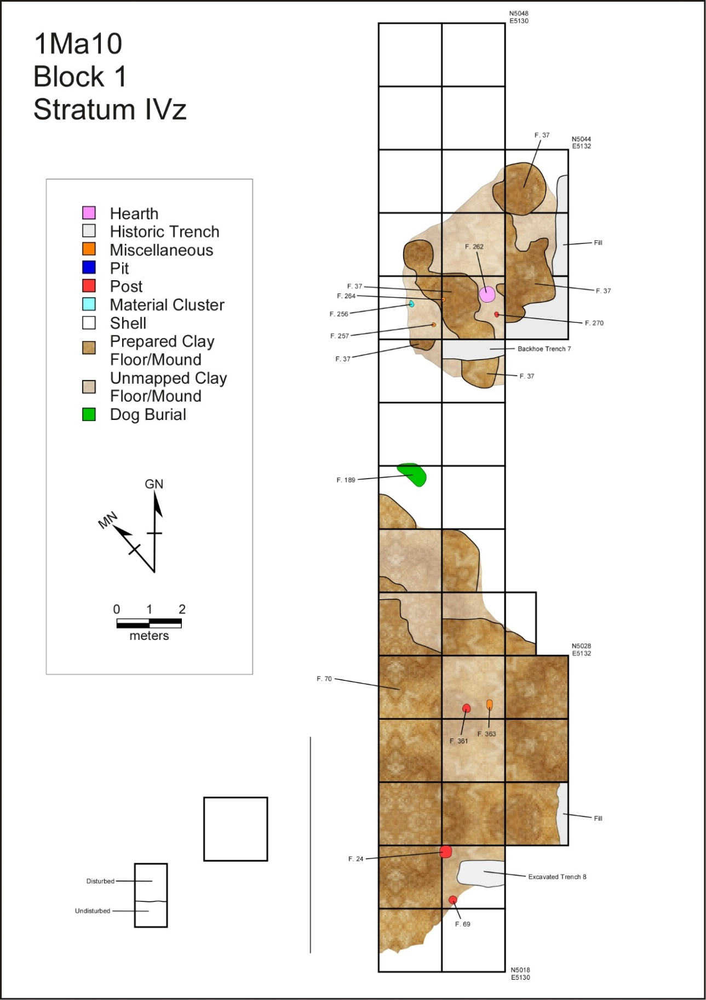 1Ma10
Block 1
Stratum IVz
N5048
E5130
N5044
E5132
F. 37
Hearth
Historic Trench
Miscellaneous
Pit
Post
Material Cluster
Shell
Prepared Clay
Floor/Mound
Unmapped Clay
Floor/Mound
Dog Burial
GN
MN
0 1 2
meters
Fill
F. 262
F. 37
F. 264
F. 256
F. 257
F. 37
F. 37
F. 270
Backhoe Trench 7
F. 37
F. 189
N5028
E5132
F. 70
F. 361
F. 363
Fill
F. 24
Excavated Trench 8
F. 69
Disturbed
Undisturbed
N5018
E5130